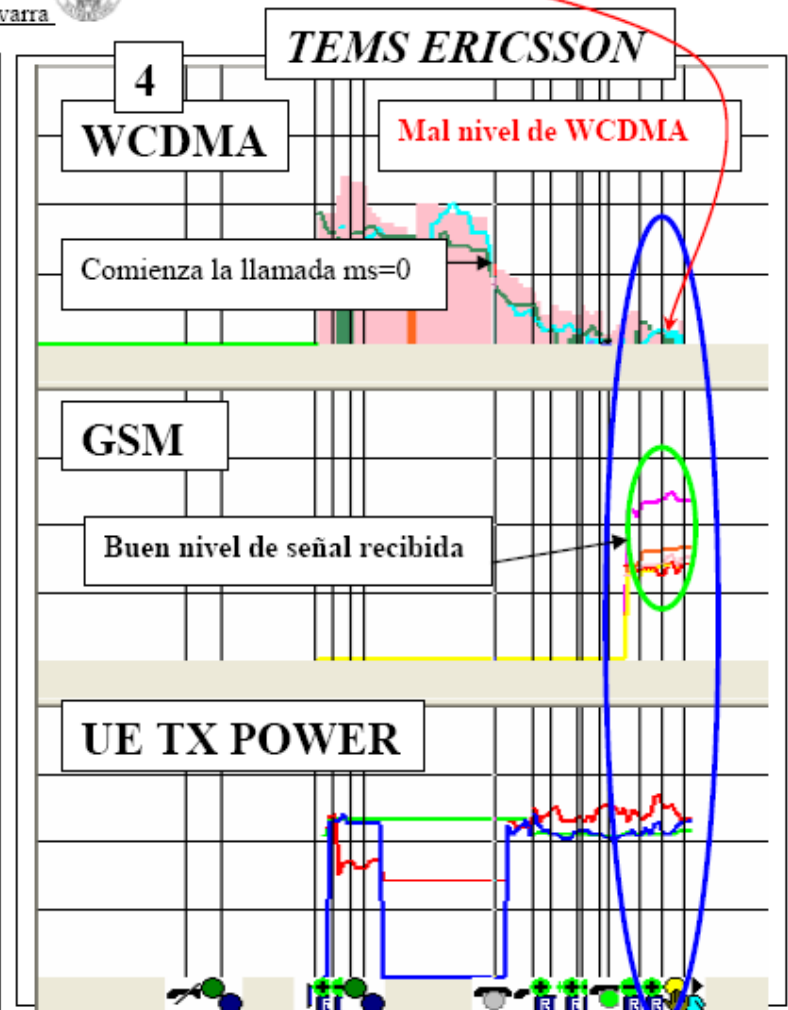 TEMS ERICSSON
4
WCDMA
Mal nivel de WCDMA
Comienza la llamada ms=0
GSM
Buen nivel de señal recibida
UE TX POWER
R
R
R
R
R